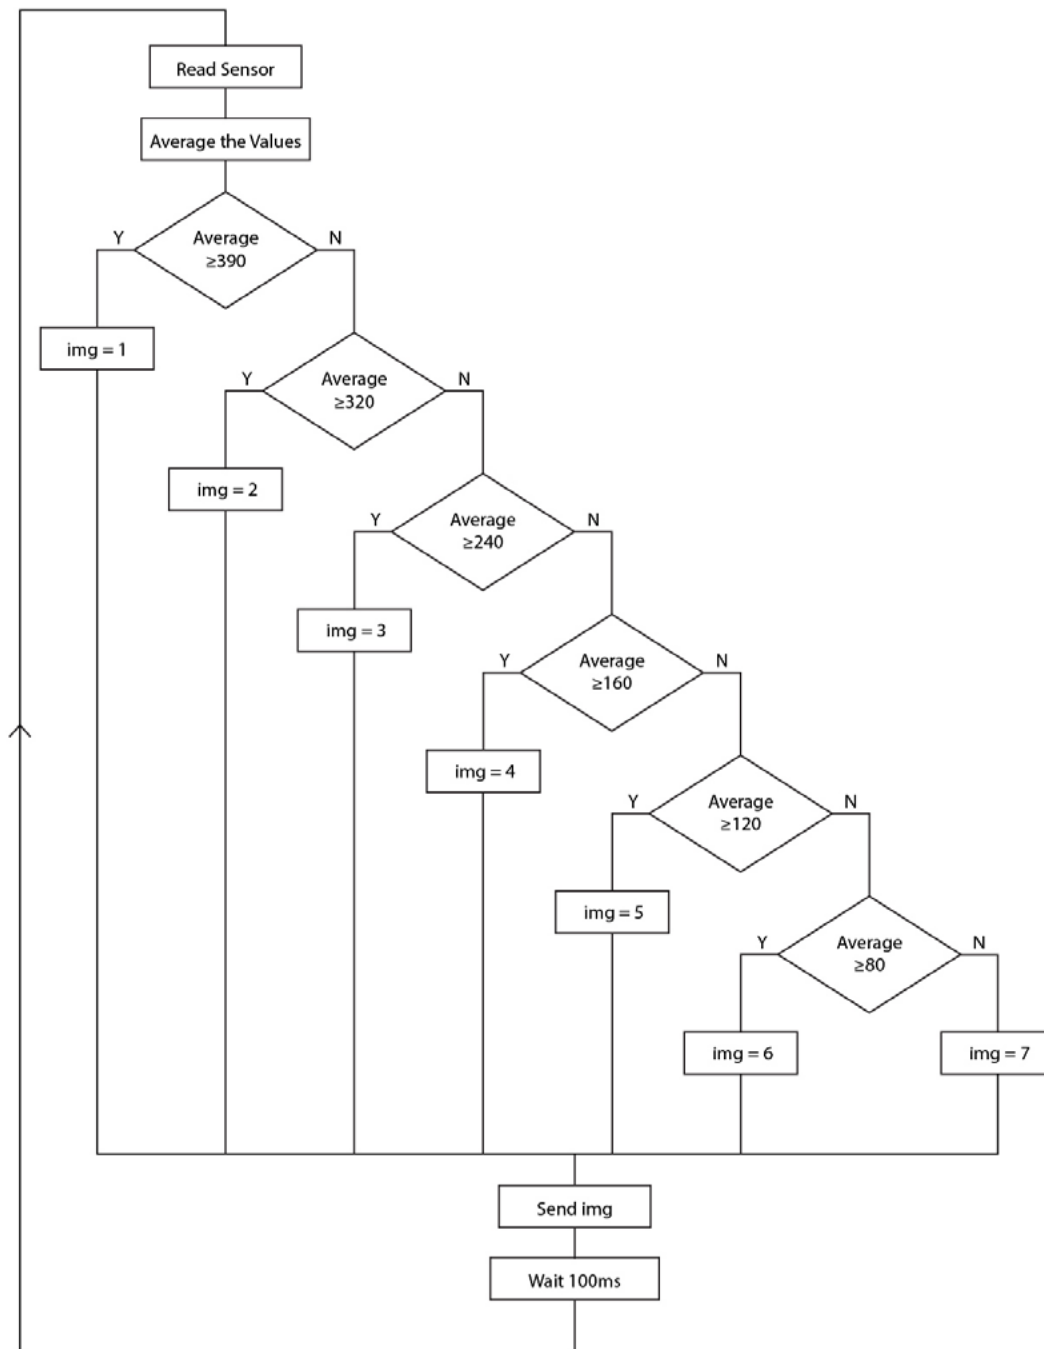 Read Sensor
Average the Values
Average
≥390
Y
N
img = 1
Average
≥320
Y
N
img = 2
Average
≥240
Y
N
img = 3
Average
≥160
Y
N
img = 4
Average
≥120
Y
N
img = 5
Average
≥80
Y
N
img = 6
img = 7
Send img
Wait 100ms